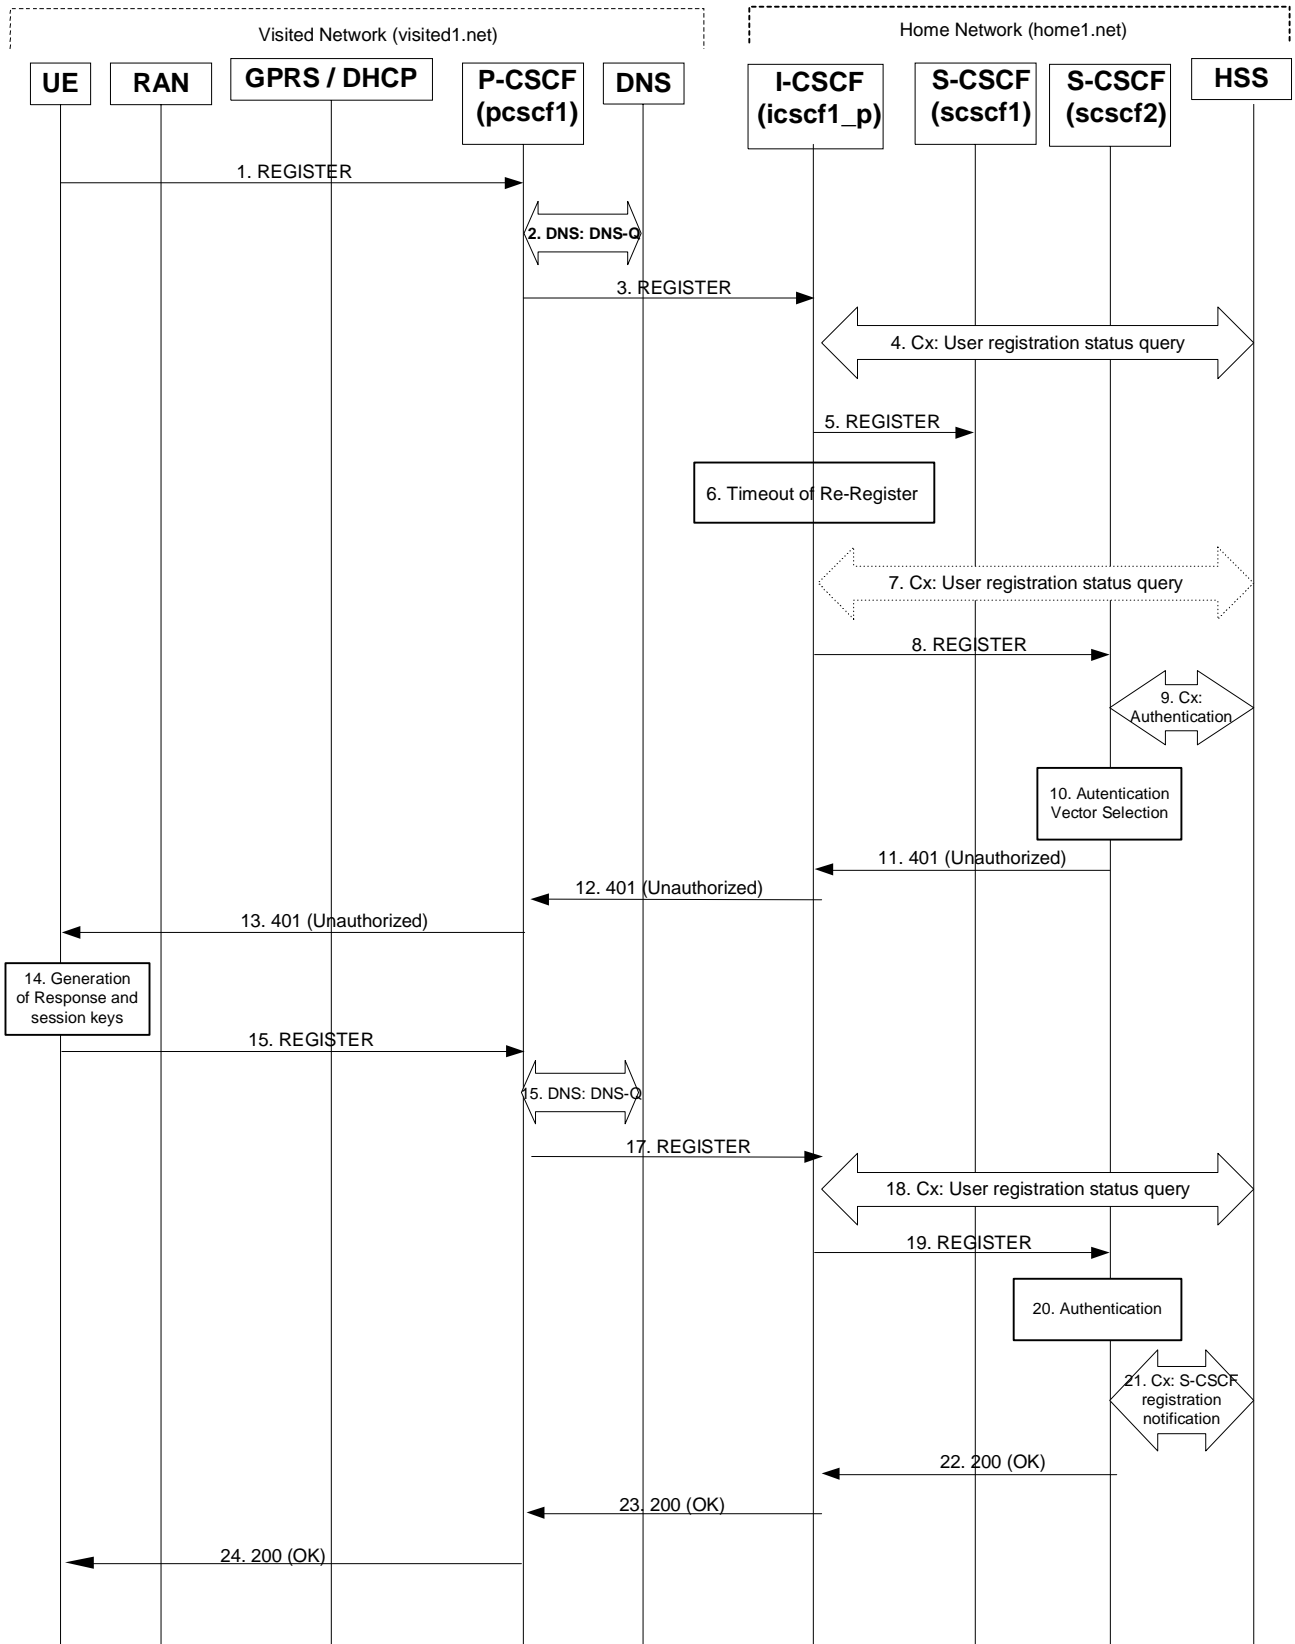 Visited Network (visited1.net)
Home Network (home1.net)
UE
RAN
GPRS / DHCP
P-CSCF
(pcscf1)
DNS
I-CSCF
(icscf1_p)
S-CSCF
(scscf1)
S-CSCF
(scscf2)
HSS
1. REGISTER
2. DNS: DNS-Q
3. REGISTER
4. Cx: User registration status query
5. REGISTER
6. Timeout of Re-Register
7. Cx: User registration status query
8. REGISTER
9. Cx:
Authentication
10. Autentication
Vector Selection
11. 401 (Unauthorized)
12. 401 (Unauthorized)
13. 401 (Unauthorized)
14. Generation
of Response and
session keys
15. REGISTER
15. DNS: DNS-Q
17. REGISTER
18. Cx: User registration status query
19. REGISTER
20. Authentication
21. Cx: S-CSCF
registration
notification
22. 200 (OK)
23. 200 (OK)
24. 200 (OK)